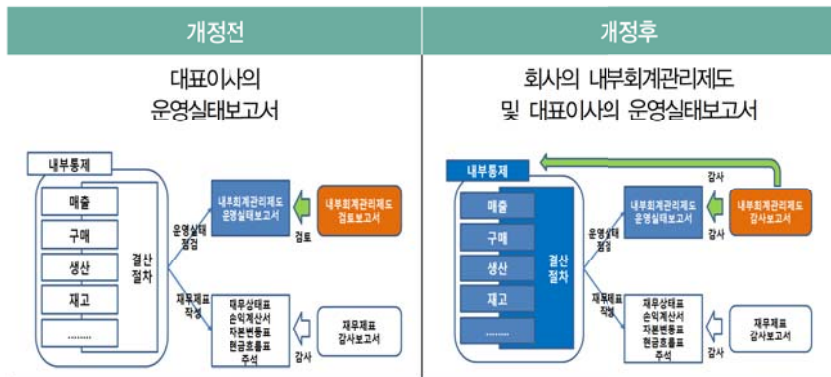 개정전
개정후
대표이사의
운영실태보고서
회사의 내부회계관리제도
및 대표이사의 운영실태보고서
내부통제
매출
구매
생산
재고
........
결산
절차
운영실태
점검
재무제표
작성
내부회계관리제도
운영실태보고서
검토
내부회계관리제도
검토보고서
재무상태표
손익계산서
자본변동표
현금흐름표
주석
감사
재무제표
감사보고서
내부통제
매출
구매
생산
재고
........
결산
절차
운영실태
점검
재무제표
작성
감사
내부회계관리제도
운영실태보고서
감사
내부회계관리제도
감사보고서
재무상태표
손익계산서
자본변동표
현금흐름표
주석
감사
재무제표
감사보고서